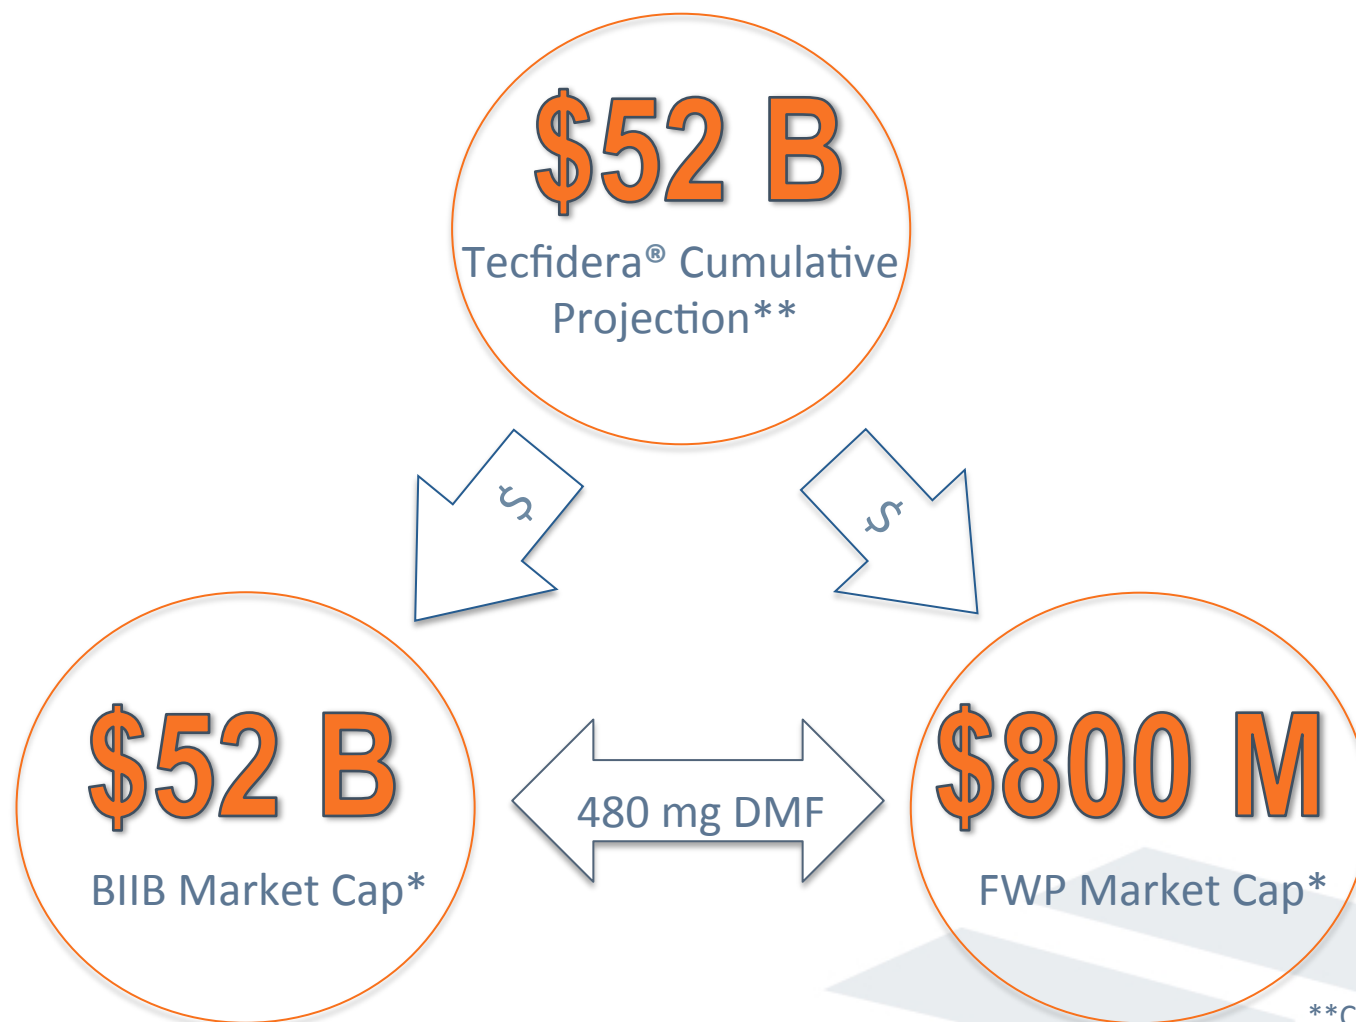 $52 B
Tecfidera® Cumulative
Projection**
$
$
$52 B
BIIB Market Cap*
480 mg DMF
$800 M
FWP Market Cap*
**C